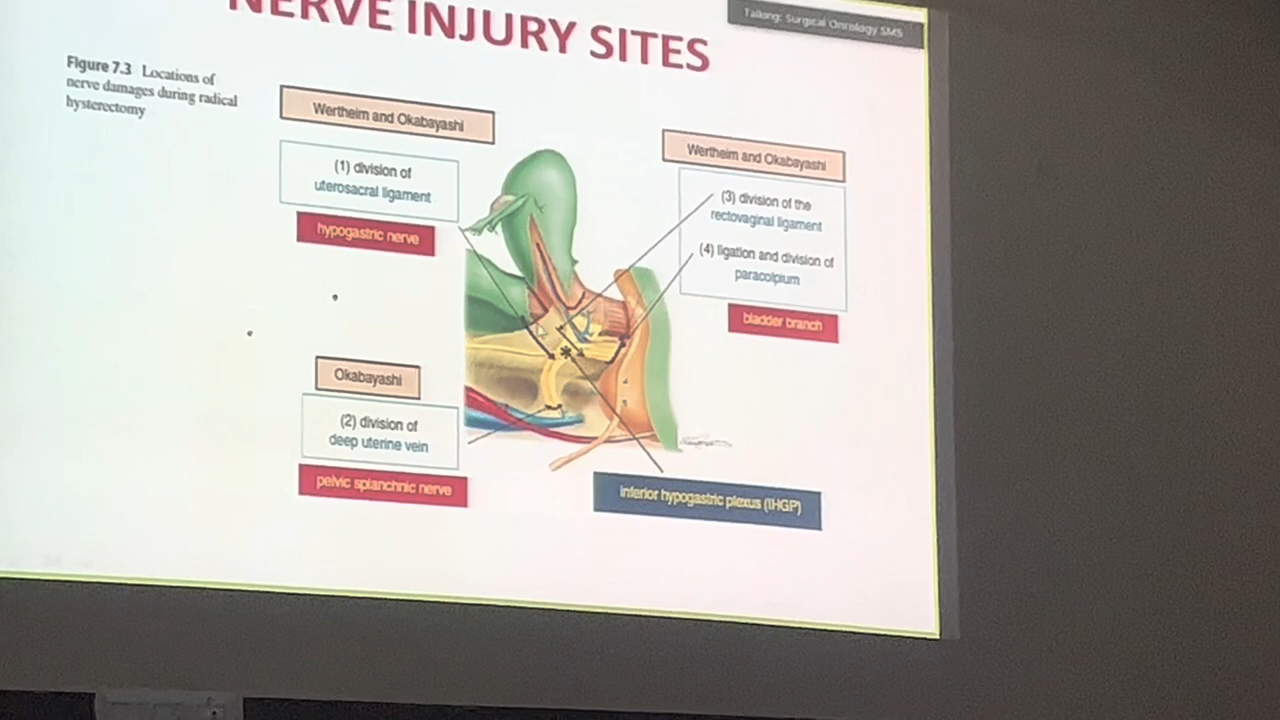 Talking: Surgical Oncology SMS
NERVE INJURY SITES
Figure 7.3 Locations of
nerve damages during radical
hysterectomy
Wertheim and Okabayashi
(1) division of
uterosacral ligament
hypogastric nerve
Wertheim and Okabayashi
(3) division of the
rectovaginal ligament
(4) ligation and division of
paracolpium
bladder branch
*
Okabayashi
(2) division of
deep uterine vein
pelvic splanchnic nerve
inferior hypogastric plexus (IHGP)